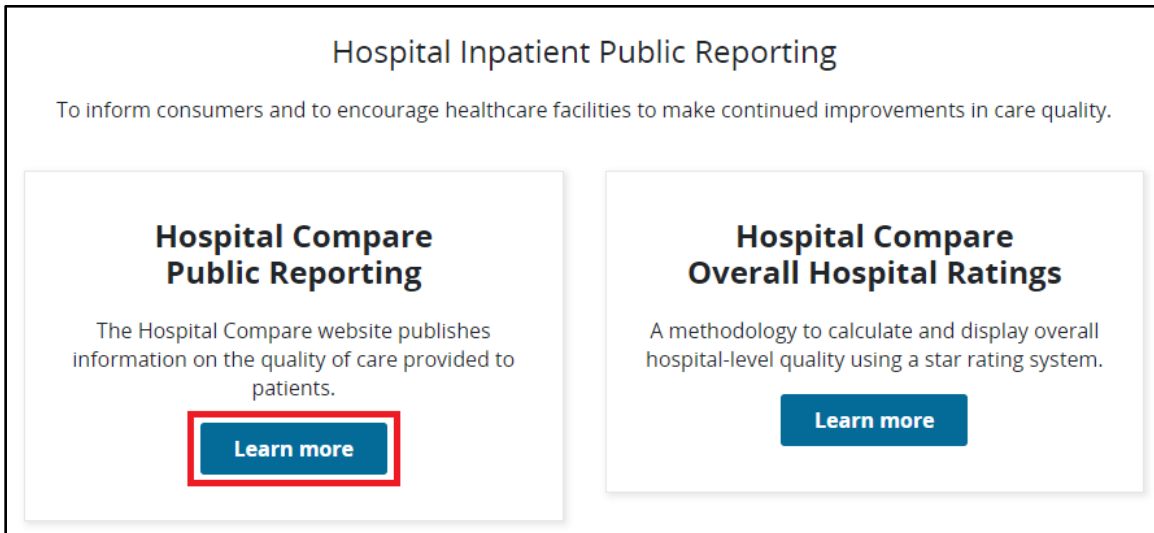 Hospital Inpatient Public Reporting
To inform consumers and to encourage healthcare facilities to make continued improvements in care quality.
Hospital Compare
Public Reporting
The Hospital Compare website publishes
information on the quality of care provided to
patients.
Learn more
Hospital Compare
Overall Hospital Ratings
A methodology to calculate and display overall
hospital-level quality using a star rating system.
Learn more